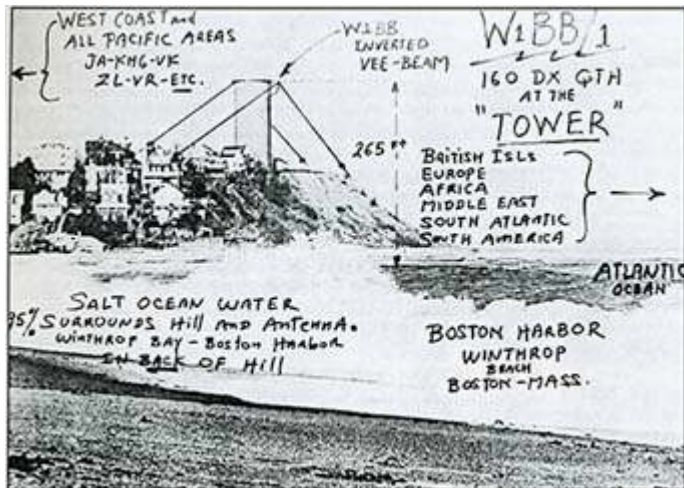 WEST COAST and
ALL PACIFIC AREAS
JA-KH6-VK
ZL-VR-ETC.
W1BB
INVERTED
VEE-BEAM
W1BB/1
160 DX QTH
AT THE
"TOWER"
265 FT
BRITISH ISLS
EUROPE
AFRICA
MIDDLE EAST
SOUTH ATLANTIC
SOUTH AMERICA
ATLANTIC
OCEAN
SALT OCEAN WATER
95% SURROUNDS HILL AND ANTENNA.
WINTHROP BAY - BOSTON HARBOR
IN BACK OF HILL
BOSTON HARBOR
WINTHROP
BEACH
BOSTON-MASS.